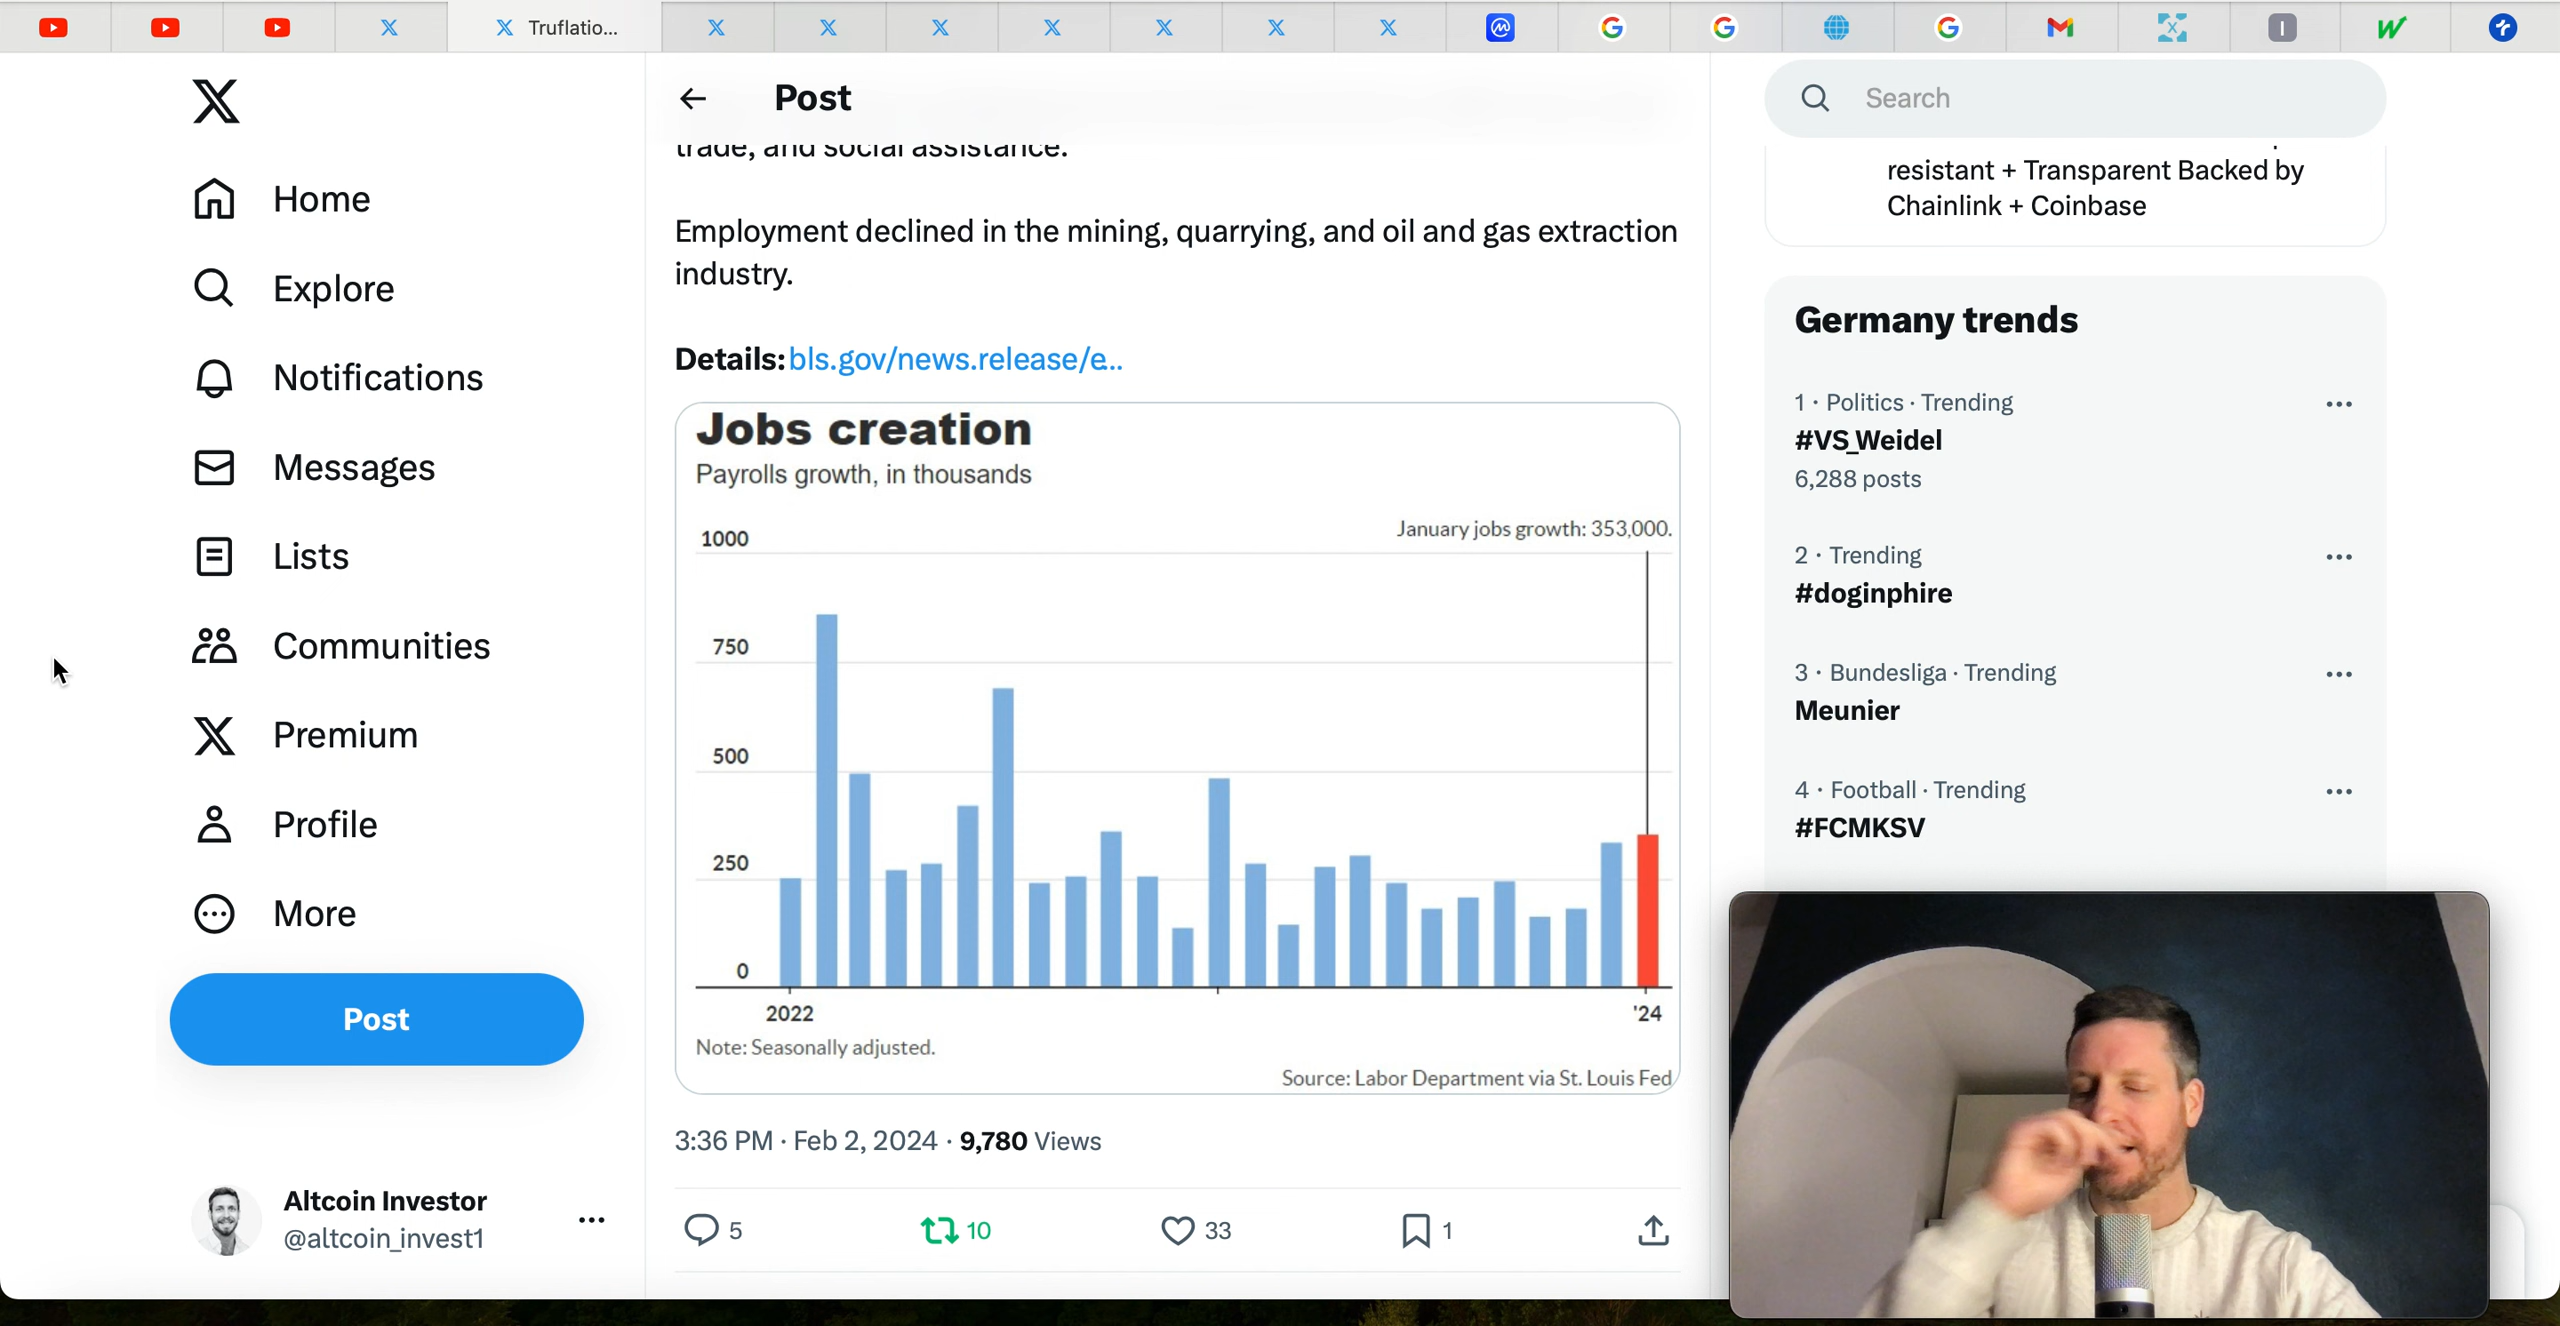 Truflatio...
Home
Explore
Notifications
Messages
Lists
Communities
Premium
Profile
More
Post
Altcoin Investor
@altcoin_invest1
Post
trade, and social assistance.
Employment declined in the mining, quarrying, and oil and gas extraction
industry.
Details: bls.gov/news.release/e...
Jobs creation
Payrolls growth, in thousands
January jobs growth: 353,000.
1000
750
500
250
0
2022
'24
Note: Seasonally adjusted.
Source: Labor Department via St. Louis Fed
3:36 PM · Feb 2, 2024 · 9,780 Views
5
10
33
1
Search
resistant + Transparent Backed by
Chainlink + Coinbase
Germany trends
1 · Politics · Trending
#VS_Weidel
6,288 posts
2 · Trending
#doginphire
3 · Bundesliga · Trending
Meunier
4 · Football · Trending
#FCMKSV